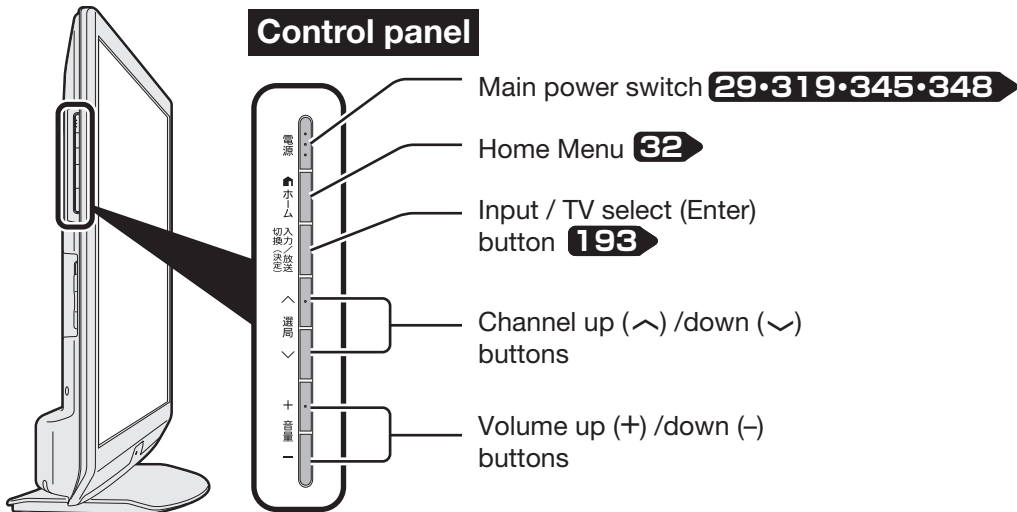 Control panel
Main power switch 29・319・345・348
Home Menu 32
Input / TV select (Enter)
button 193
Channel up (︿) /down (﹀)
buttons
Volume up (+) /down (–)
buttons
電源
ホーム
入力/放送
切換(決定)
︿ 選局 ﹀
+ 音量 −